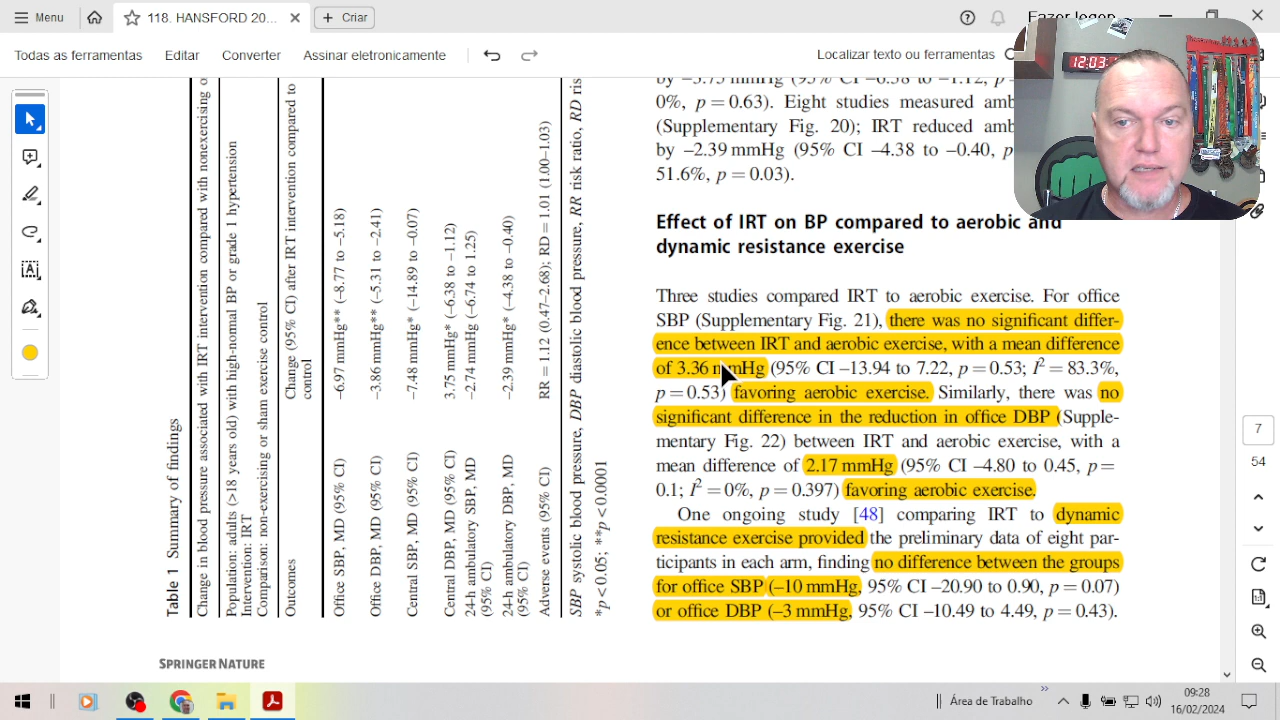 Menu
118. HANSFORD 20...
Criar
Fazer logon
Todas as ferramentas
Editar
Converter
Assinar eletronicamente
Localizar texto ou ferramentas
12:03
Table 1 Summary of findings
Change in blood pressure associated with IRT intervention compared with nonexercising
Population: adults (>18 years old) with high-normal BP or grade 1 hypertension
Intervention: IRT
Comparison: non-exercising or sham exercise control
Outcomes
Change (95% CI) after IRT intervention compared to
control
Office SBP, MD (95% CI)
−6.97 mmHg** (−8.77 to −5.18)
Office DBP, MD (95% CI)
−3.86 mmHg** (−5.31 to −2.41)
Central SBP, MD (95% CI)
−7.48 mmHg* (−14.89 to −0.07)
Central DBP, MD (95% CI)
3.75 mmHg* (−6.38 to −1.12)
24-h ambulatory SBP, MD
(95% CI)
−2.74 mmHg (−6.74 to 1.25)
24-h ambulatory DBP, MD
(95% CI)
−2.39 mmHg* (−4.38 to −0.40)
Adverse events (95% CI)
RR = 1.12 (0.47–2.68); RD = 1.01 (1.00–1.03)
SBP systolic blood pressure, DBP diastolic blood pressure, RR risk ratio, RD ris
*p < 0.05; **p < 0.0001
by −3.75 mmHg (95% CI −6.38 to −1.12, p =
0%, p = 0.63). Eight studies measured amb
(Supplementary Fig. 20); IRT reduced amb
by −2.39 mmHg (95% CI −4.38 to −0.40, p
51.6%, p = 0.03).
Effect of IRT on BP compared to aerobic and
dynamic resistance exercise
Three studies compared IRT to aerobic exercise. For office
SBP (Supplementary Fig. 21), there was no significant differ-
ence between IRT and aerobic exercise, with a mean difference
of 3.36 mmHg (95% CI −13.94 to 7.22, p = 0.53; I² = 83.3%,
p = 0.53) favoring aerobic exercise. Similarly, there was no
significant difference in the reduction in office DBP (Supple-
mentary Fig. 22) between IRT and aerobic exercise, with a
mean difference of 2.17 mmHg (95% CI −4.80 to 0.45, p =
0.1; I² = 0%, p = 0.397) favoring aerobic exercise.
One ongoing study [48] comparing IRT to dynamic
resistance exercise provided the preliminary data of eight par-
ticipants in each arm, finding no difference between the groups
for office SBP (−10 mmHg, 95% CI −20.90 to 0.90, p = 0.07)
or office DBP (−3 mmHg, 95% CI −10.49 to 4.49, p = 0.43).
SPRINGER NATURE
7
54
Área de Trabalho
09:28
16/02/2024